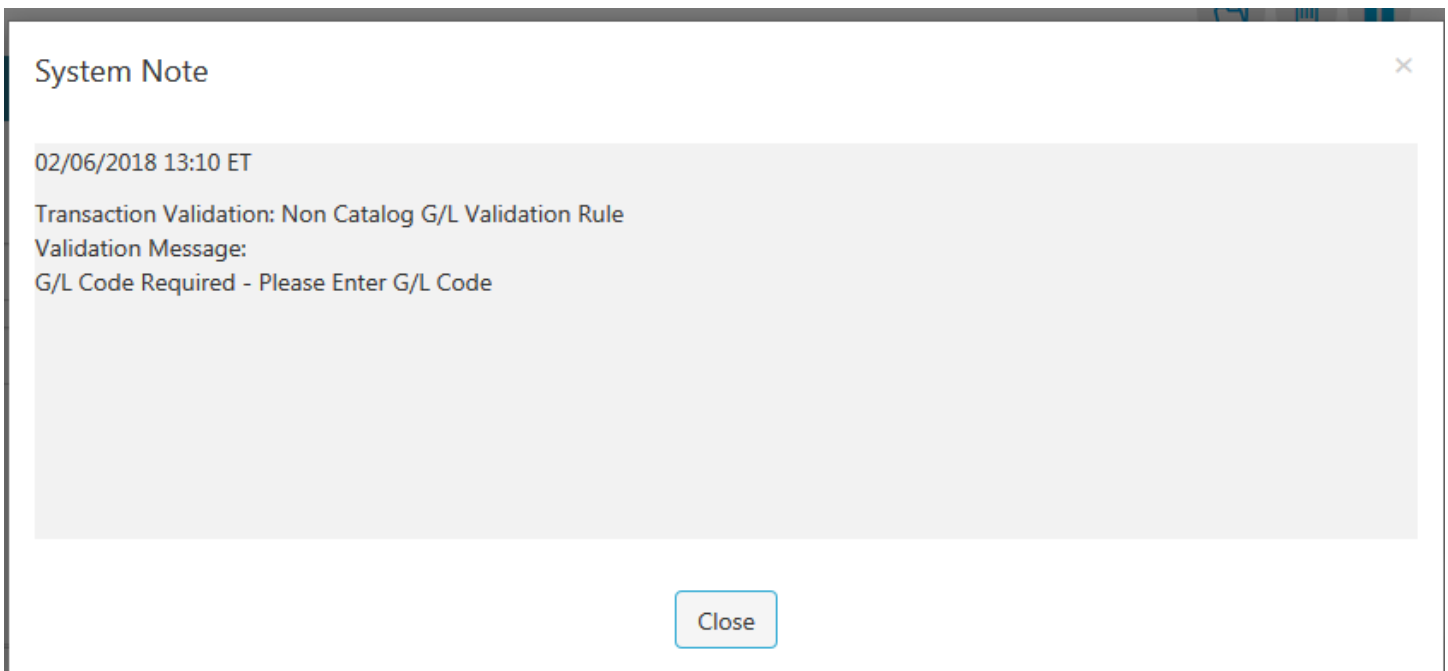 System Note
×
02/06/2018 13:10 ET
Transaction Validation: Non Catalog G/L Validation Rule
Validation Message:
G/L Code Required - Please Enter G/L Code
Close